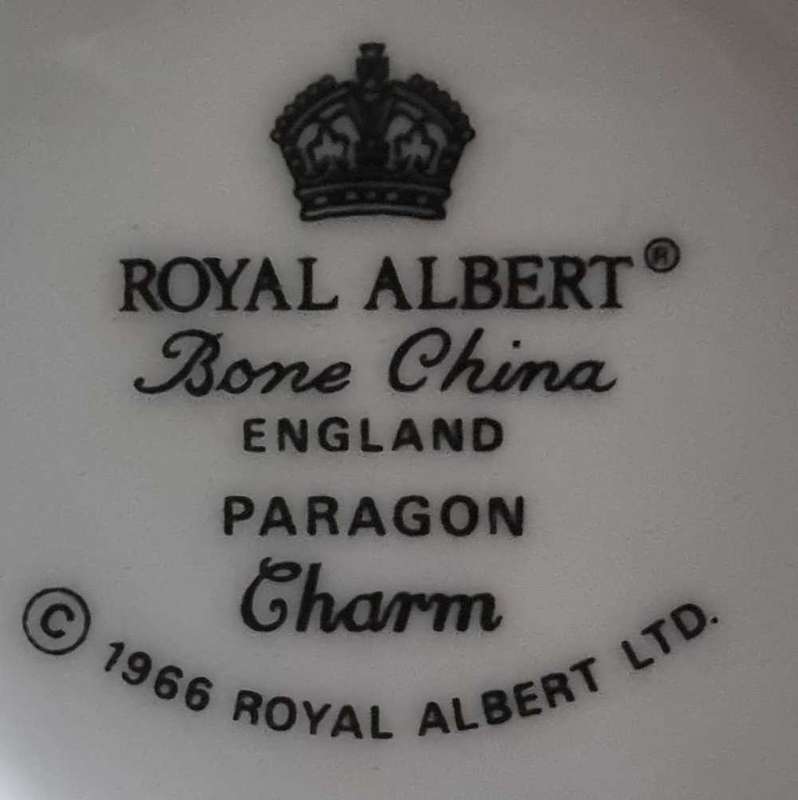 ROYAL ALBERT®
Bone China
ENGLAND
PARAGON
Charm
© 1966 ROYAL ALBERT LTD.